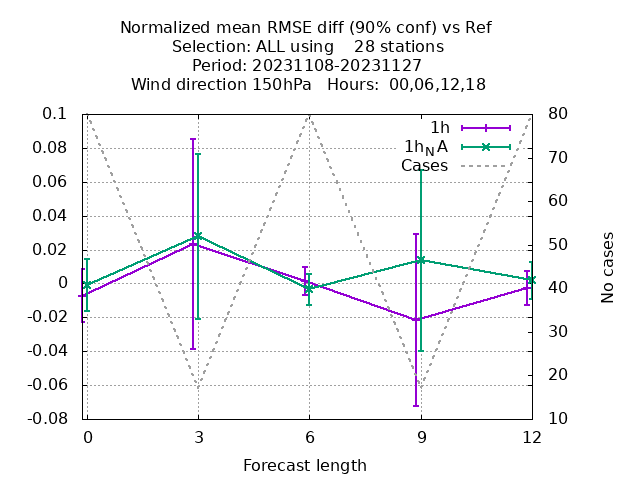 Normalized mean RMSE diff (90% conf) vs Ref
Selection: ALL using    28 stations
Period: 20231108-20231127
Wind direction 150hPa   Hours:  00,06,12,18
1h
1h_NA
Cases
0.1
0.08
0.06
0.04
0.02
0
-0.02
-0.04
-0.06
-0.08
80
70
60
50
40
30
20
10
No cases
0 3 6 9 12
Forecast length